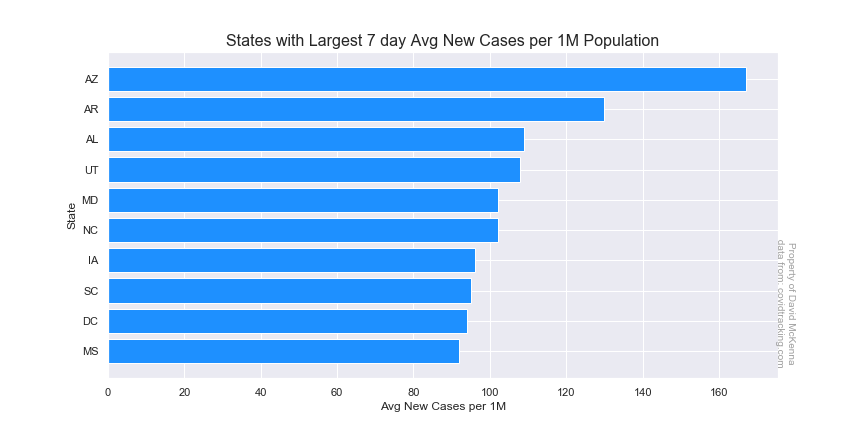 States with Largest 7 day Avg New Cases per 1M Population
State
AZ
AR
AL
UT
MD
NC
IA
SC
DC
MS
0 20 40 60 80 100 120 140 160
Avg New Cases per 1M
Property of David McKenna
data from: covidtracking.com